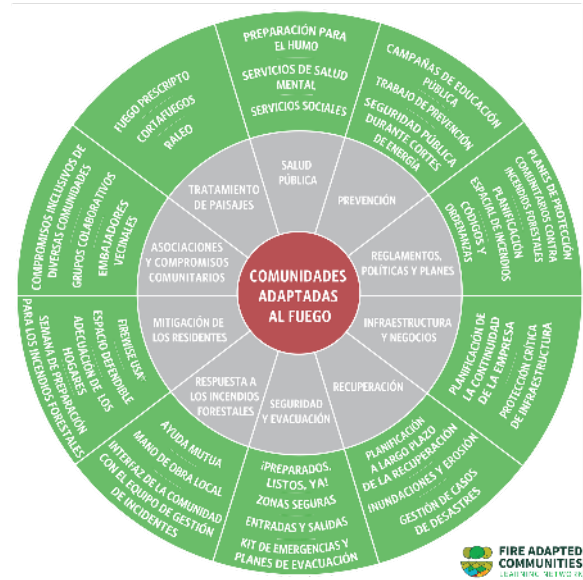 PREPARACIÓN PARA
EL HUMO
SERVICIOS DE SALUD
MENTAL
SERVICIOS SOCIALES
CAMPAÑAS DE EDUCACIÓN
PÚBLICA
TRABAJO DE PREVENCIÓN
SEGURIDAD PÚBLICA
DURANTE CORTES
DE ENERGÍA
PLANES DE PROTECCIÓN
COMUNITARIOS CONTRA
INCENDIOS FORESTALES
PLANIFICACIÓN
ESPACIAL DE INCENDIOS
CÓDIGOS Y
ORDENANZAS
PLANIFICACIÓN DE
LA CONTINUIDAD
DE LA EMPRESA
PROTECCIÓN CRÍTICA
DE INFRAESTRUCTURA
PLANIFICACIÓN
A LARGO PLAZO
DE LA RECUPERACIÓN
INUNDACIONES Y EROSIÓN
GESTIÓN DE CASOS
DE DESASTRES
¡PREPARADOS,
LISTOS, YA!
ZONAS SEGURAS
ENTRADAS Y SALIDAS
KIT DE EMERGENCIAS Y
PLANES DE EVACUACIÓN
AYUDA MUTUA
MANO DE OBRA LOCAL
INTERFAZ DE LA COMUNIDAD
CON EL EQUIPO DE GESTIÓN
DE INCIDENTES
FIREWISE USA
ESPACIO DEFENDIBLE
ADECUACIÓN DE LOS
HOGARES
SEMANA DE PREPARACIÓN
PARA LOS INCENDIOS FORESTALES
COMPROMISOS INCLUSIVOS DE
DIVERSAS COMUNIDADES
GRUPOS COLABORATIVOS
EMBAJADORES
VECINALES
FUEGO PRESCRIPTO
CORTAFUEGOS
RALEO
SALUD
PÚBLICA
PREVENCIÓN
REGLAMENTOS,
POLÍTICAS Y PLANES
INFRAESTRUCTURA
Y NEGOCIOS
RECUPERACIÓN
SEGURIDAD
Y EVACUACIÓN
RESPUESTA A
LOS INCENDIOS
FORESTALES
MITIGACIÓN DE
LOS RESIDENTES
ASOCIACIONES
Y COMPROMISOS
COMUNITARIOS
TRATAMIENTO
DE PAISAJES
COMUNIDADES
ADAPTADAS
AL FUEGO
FIRE ADAPTED
COMMUNITIES
LEARNING NETWORK